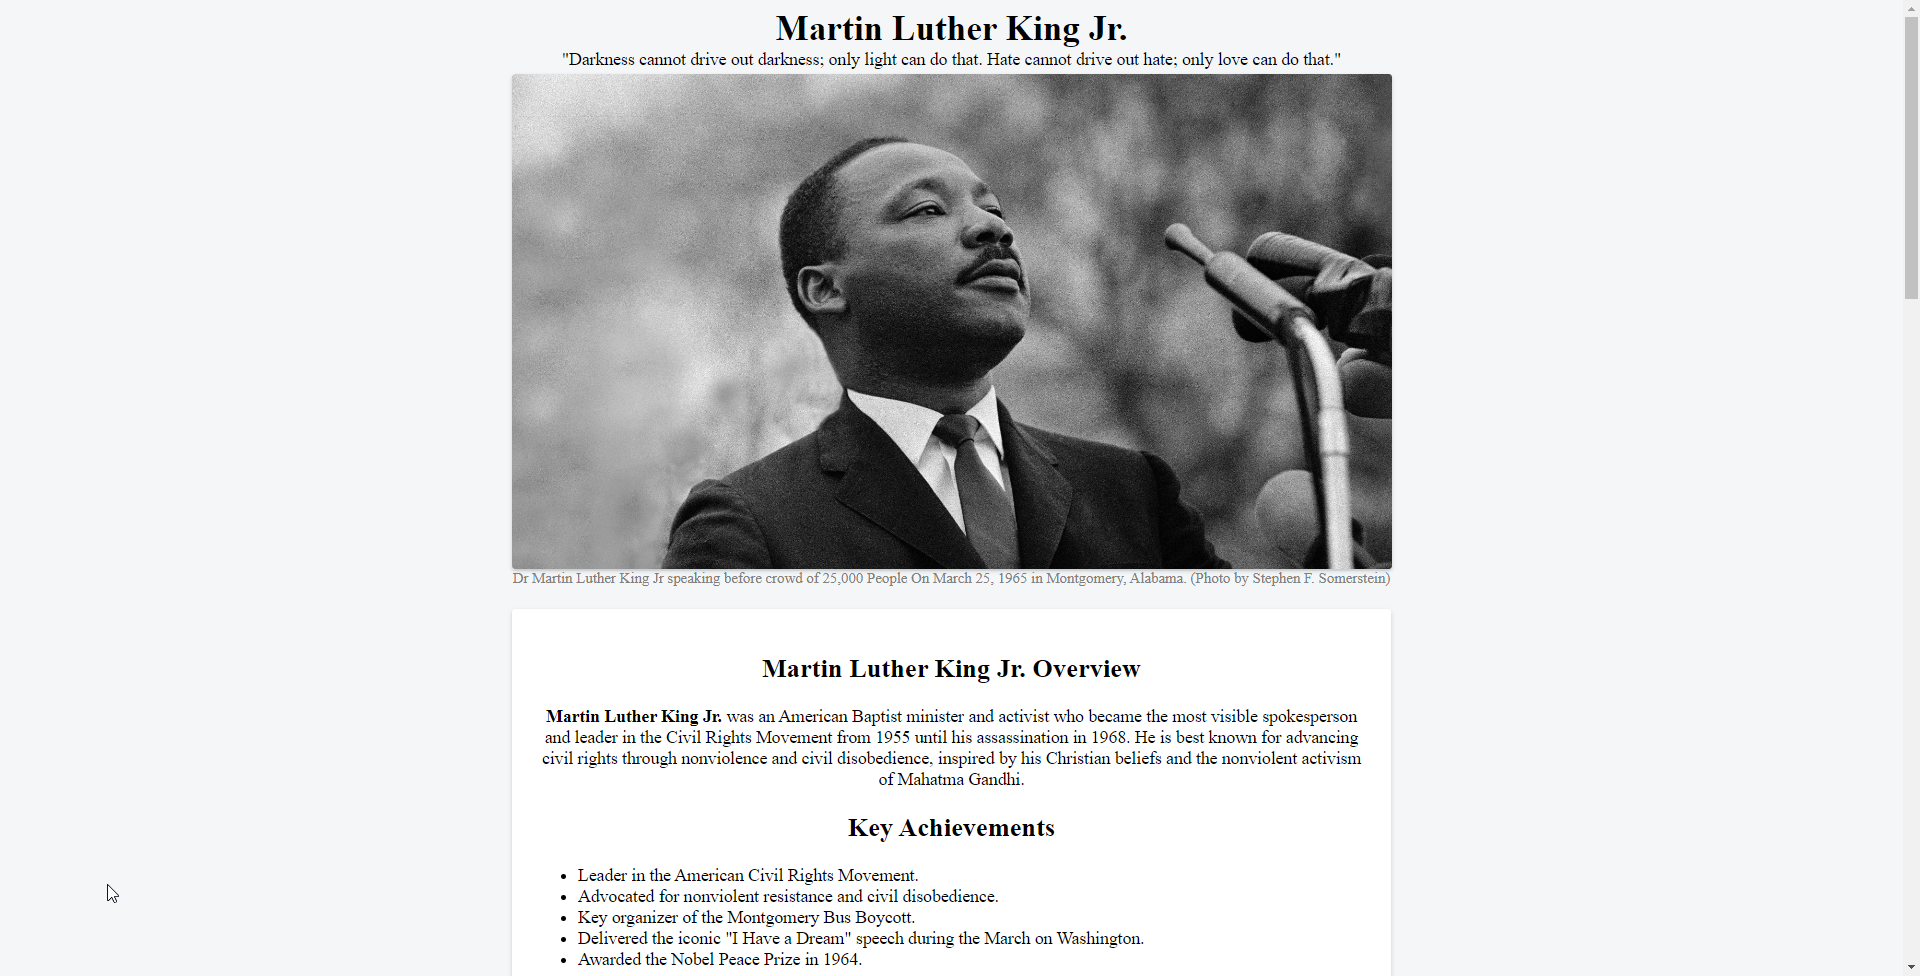 Martin Luther King Jr.
"Darkness cannot drive out darkness; only light can do that. Hate cannot drive out hate; only love can do that."
Dr Martin Luther King Jr speaking before crowd of 25,000 People On March 25, 1965 in Montgomery, Alabama. (Photo by Stephen F. Somerstein)
Martin Luther King Jr. Overview
Martin Luther King Jr. was an American Baptist minister and activist who became the most visible spokesperson
and leader in the Civil Rights Movement from 1955 until his assassination in 1968. He is best known for advancing
civil rights through nonviolence and civil disobedience, inspired by his Christian beliefs and the nonviolent activism
of Mahatma Gandhi.
Key Achievements
• Leader in the American Civil Rights Movement.
• Advocated for nonviolent resistance and civil disobedience.
• Key organizer of the Montgomery Bus Boycott.
• Delivered the iconic "I Have a Dream" speech during the March on Washington.
• Awarded the Nobel Peace Prize in 1964.